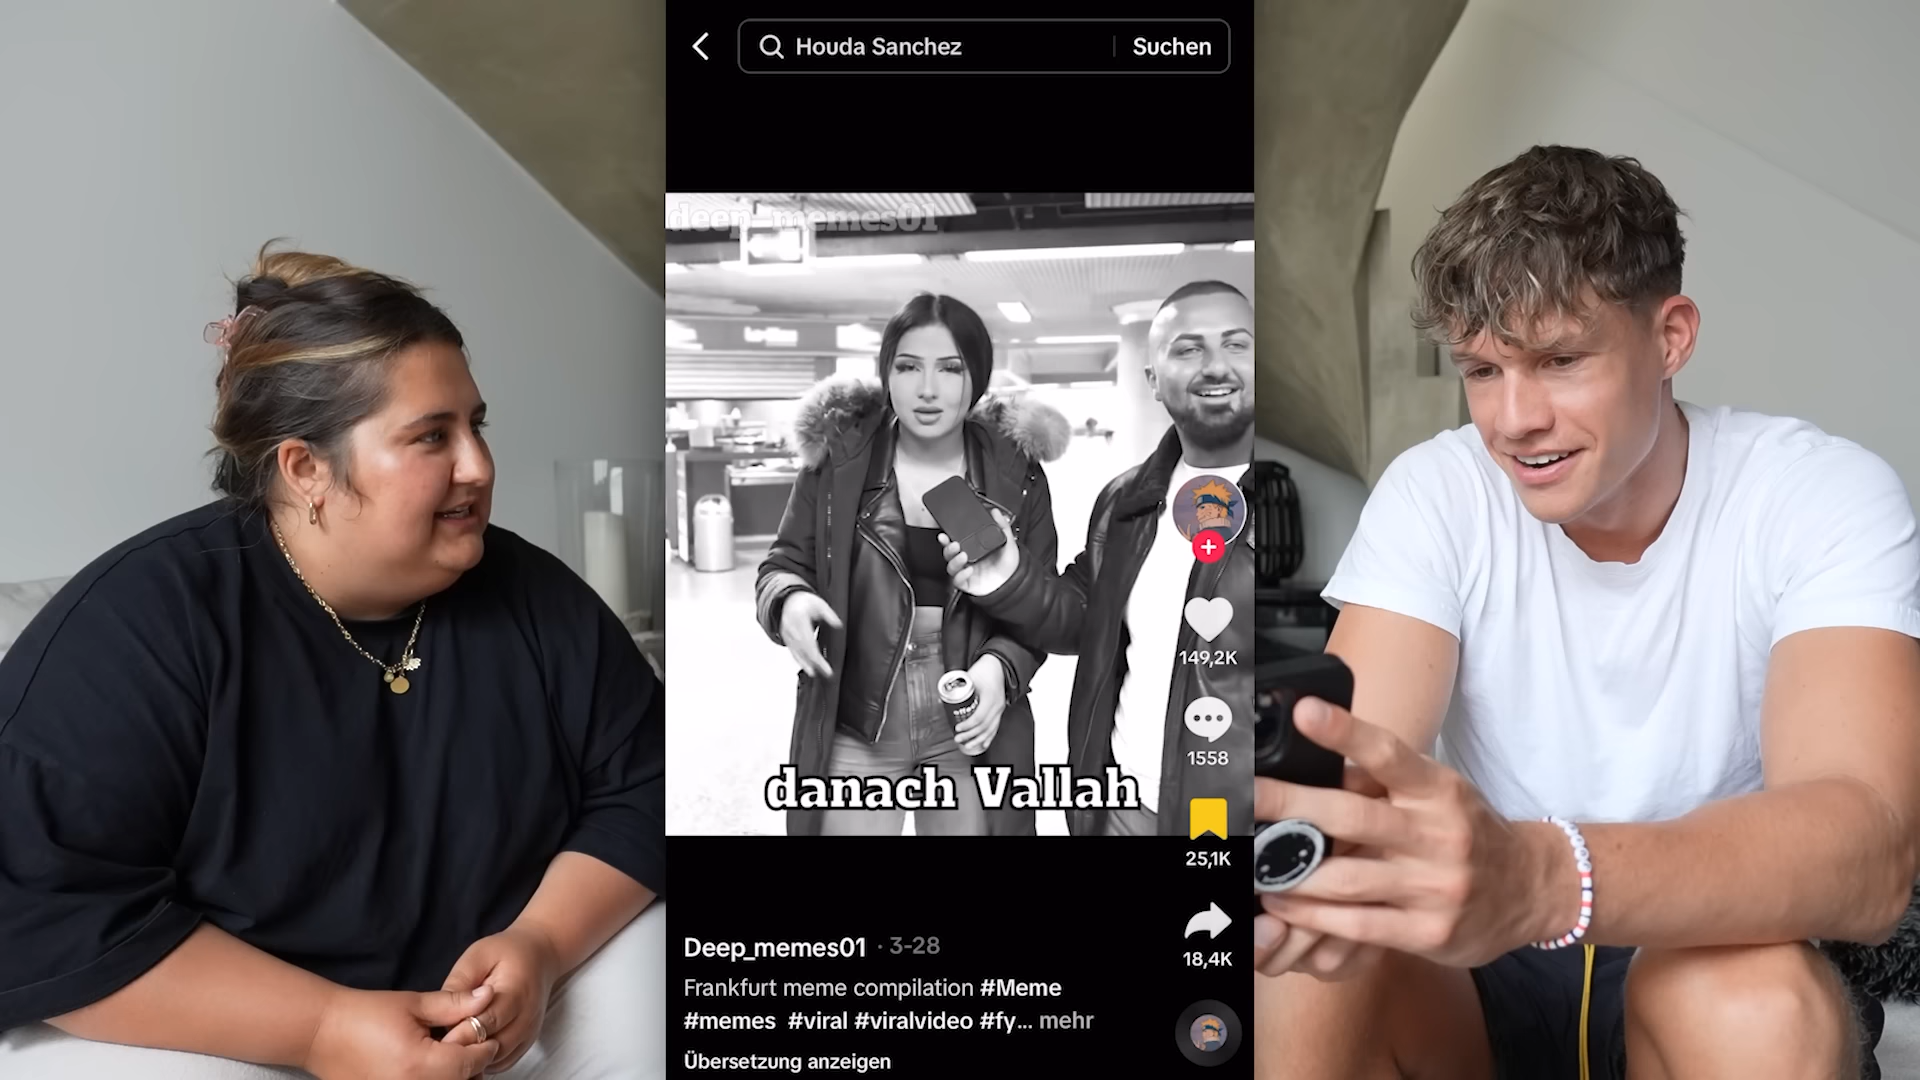 Houda Sanchez
Suchen
deep_memes01
149,2K
1558
danach Vallah
25,1K
18,4K
Deep_memes01 · 3-28
Frankfurt meme compilation #Meme
#memes #viral #viralvideo #fy... mehr
Übersetzung anzeigen